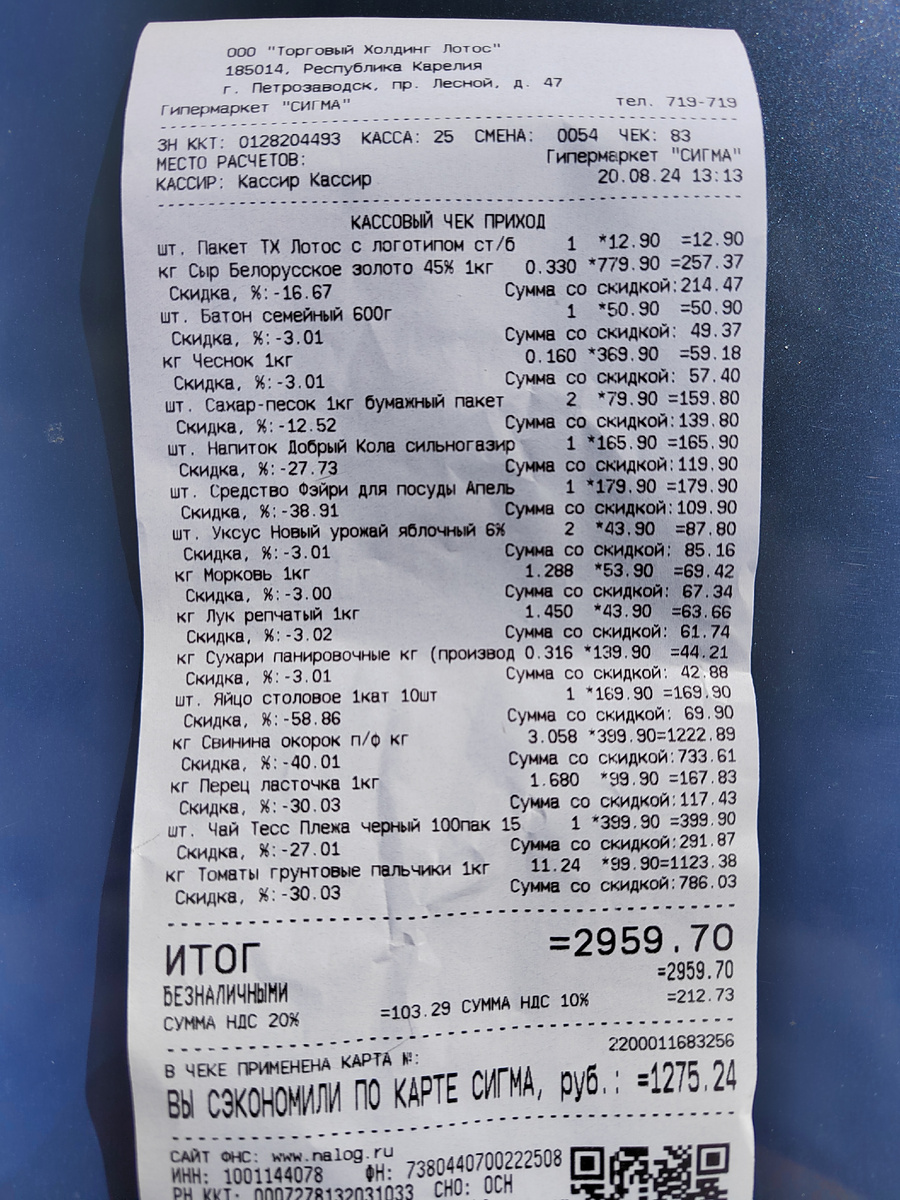 ООО "Торговый Холдинг Лотос"
185014, Республика Карелия
г. Петрозаводск, пр. Лесной, д. 47
Гипермаркет "СИГМА" тел. 719-719
ЗН ККТ: 0128204493 КАССА: 25 СМЕНА: 0054 ЧЕК: 83
МЕСТО РАСЧЕТОВ: Гипермаркет "СИГМА"
КАССИР: Кассир Кассир 20.08.24 13:13
КАССОВЫЙ ЧЕК ПРИХОД
шт. Пакет ТХ Лотос с логотипом ст/б 1 *12.90 =12.90
кг Сыр Белорусское золото 45% 1кг 0.330 *779.90 =257.37
Скидка, %:-16.67 Сумма со скидкой:214.47
шт. Батон семейный 600г 1 *50.90 =50.90
Скидка, %:-3.01 Сумма со скидкой: 49.37
кг Чеснок 1кг 0.160 *369.90 =59.18
Скидка, %:-3.01 Сумма со скидкой: 57.40
шт. Сахар-песок 1кг бумажный пакет 2 *79.90 =159.80
Скидка, %:-12.52 Сумма со скидкой:139.80
шт. Напиток Добрый Кола сильногазир 1 *165.90 =165.90
Скидка, %:-27.73 Сумма со скидкой:119.90
шт. Средство Фэйри для посуды Апель 1 *179.90 =179.90
Скидка, %:-38.91 Сумма со скидкой:109.90
шт. Уксус Новый урожай яблочный 6% 2 *43.90 =87.80
Скидка, %:-3.01 Сумма со скидкой: 85.16
кг Морковь 1кг 1.288 *53.90 =69.42
Скидка, %:-3.00 Сумма со скидкой: 67.34
кг Лук репчатый 1кг 1.450 *43.90 =63.66
Скидка, %:-3.02 Сумма со скидкой: 61.74
кг Сухари панировочные кг (производ 0.316 *139.90 =44.21
Скидка, %:-3.01 Сумма со скидкой: 42.88
шт. Яйцо столовое 1кат 10шт 1 *169.90 =169.90
Скидка, %:-58.86 Сумма со скидкой: 69.90
кг Свинина окорок п/ф кг 3.058 *399.90=1222.89
Скидка, %:-40.01 Сумма со скидкой:733.61
кг Перец ласточка 1кг 1.680 *99.90 =167.83
Скидка, %:-30.03 Сумма со скидкой:117.43
шт. Чай Тесс Плежа черный 100пак 15 1 *399.90 =399.90
Скидка, %:-27.01 Сумма со скидкой:291.87
кг Томаты грунтовые пальчики 1кг 11.24 *99.90=1123.38
Скидка, %:-30.03 Сумма со скидкой:786.03
ИТОГ =2959.70
БЕЗНАЛИЧНЫМИ =2959.70
СУММА НДС 20% =103.29 СУММА НДС 10% =212.73
В ЧЕКЕ ПРИМЕНЕНА КАРТА №: 2200011683256
ВЫ СЭКОНОМИЛИ ПО КАРТЕ СИГМА, руб.: =1275.24
САЙТ ФНС: www.nalog.ru
ИНН: 1001144078 ФН: 7380440700222508
РН ККТ: 0007278132031033 СНО: ОСН